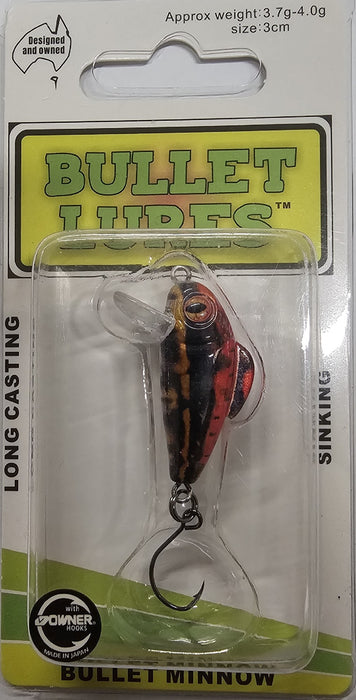 Designed
and owned
Approx weight:3.7g-4.0g
size:3cm
BULLET
LURES™
LONG CASTING
SINKING
with
OWNER
HOOKS
MADE IN JAPAN
BULLET MINNOW